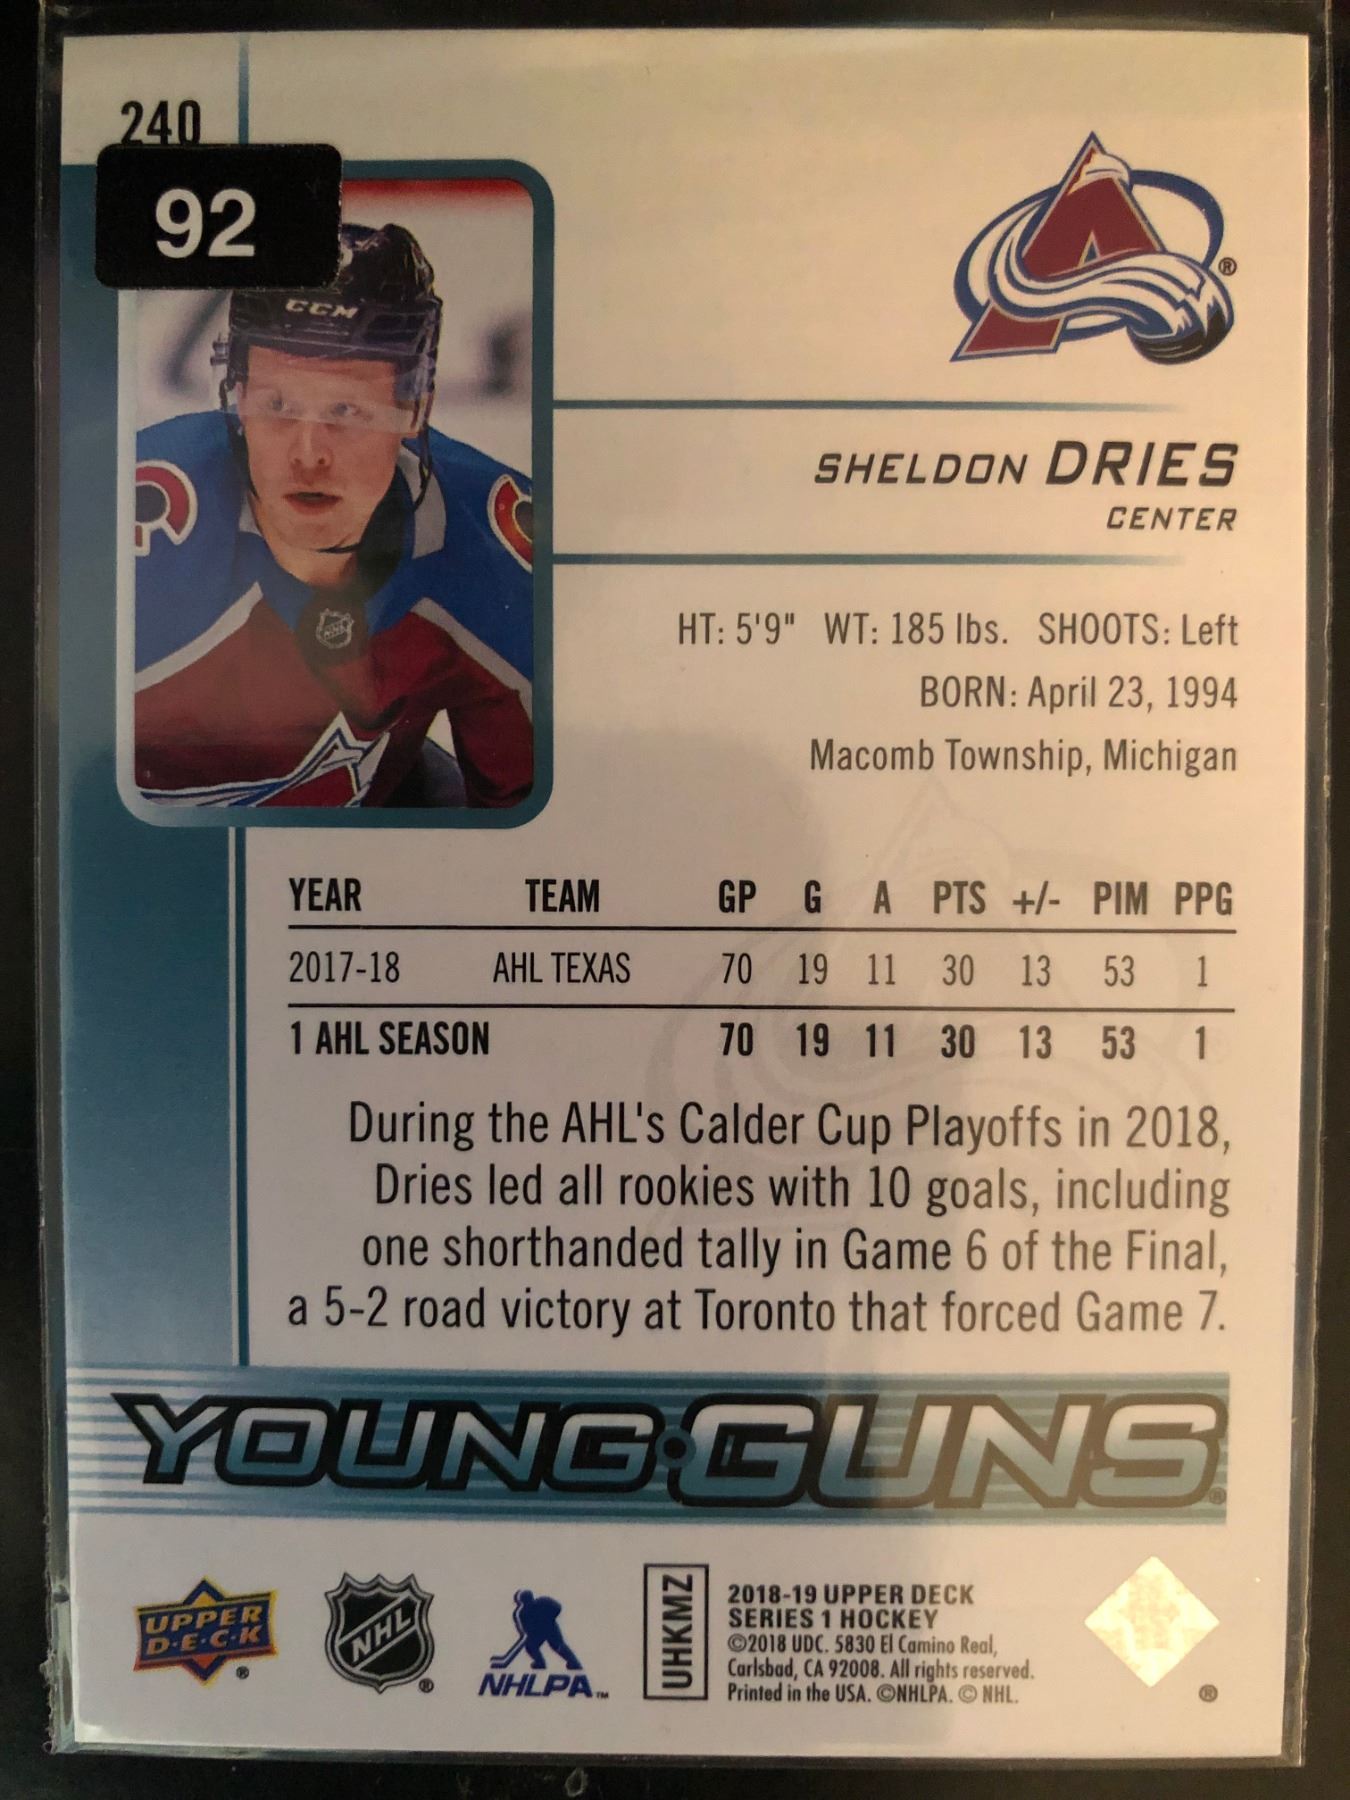 240
92
CCM
®
SHELDON DRIES
CENTER
HT: 5'9" WT: 185 lbs. SHOOTS: Left
BORN: April 23, 1994
Macomb Township, Michigan
YEAR TEAM GP G A PTS +/- PIM PPG
2017-18 AHL TEXAS 70 19 11 30 13 53 1
1 AHL SEASON 70 19 11 30 13 53 1
During the AHL's Calder Cup Playoffs in 2018,
Dries led all rookies with 10 goals, including
one shorthanded tally in Game 6 of the Final,
a 5-2 road victory at Toronto that forced Game 7.
YOUNG·GUNS®
UPPER
D·E·C·K
®
NHL
®
NHLPA™
UHKMZ
2018-19 UPPER DECK
SERIES 1 HOCKEY
©2018 UDC. 5830 El Camino Real,
Carlsbad, CA 92008. All rights reserved.
Printed in the USA. ©NHLPA. © NHL.
®